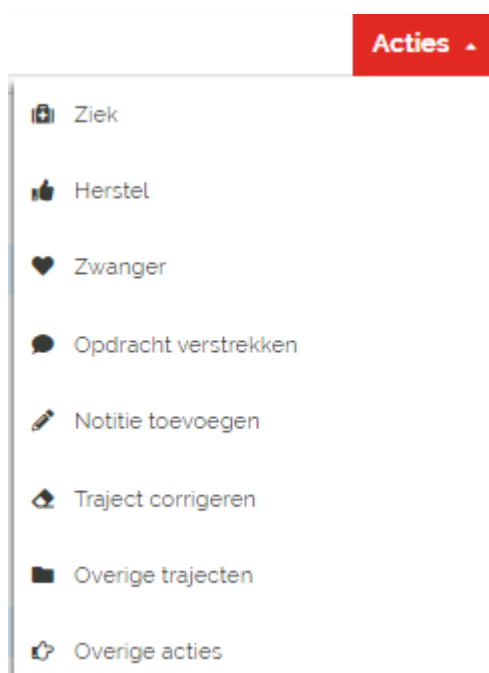 Acties
Ziek
Herstel
Zwanger
Opdracht verstrekken
Notitie toevoegen
Traject corrigeren
Overige trajecten
Overige acties